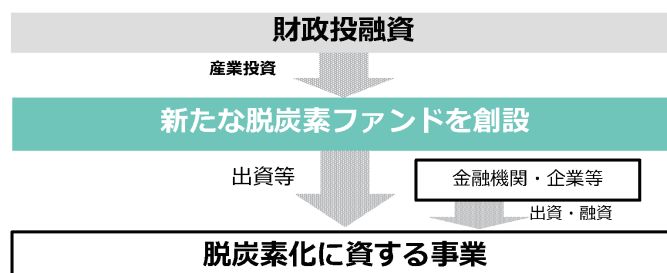 財政投融資
産業投資
新たな脱炭素ファンドを創設
出資等
金融機関・企業等
出資・融資
脱炭素化に資する事業